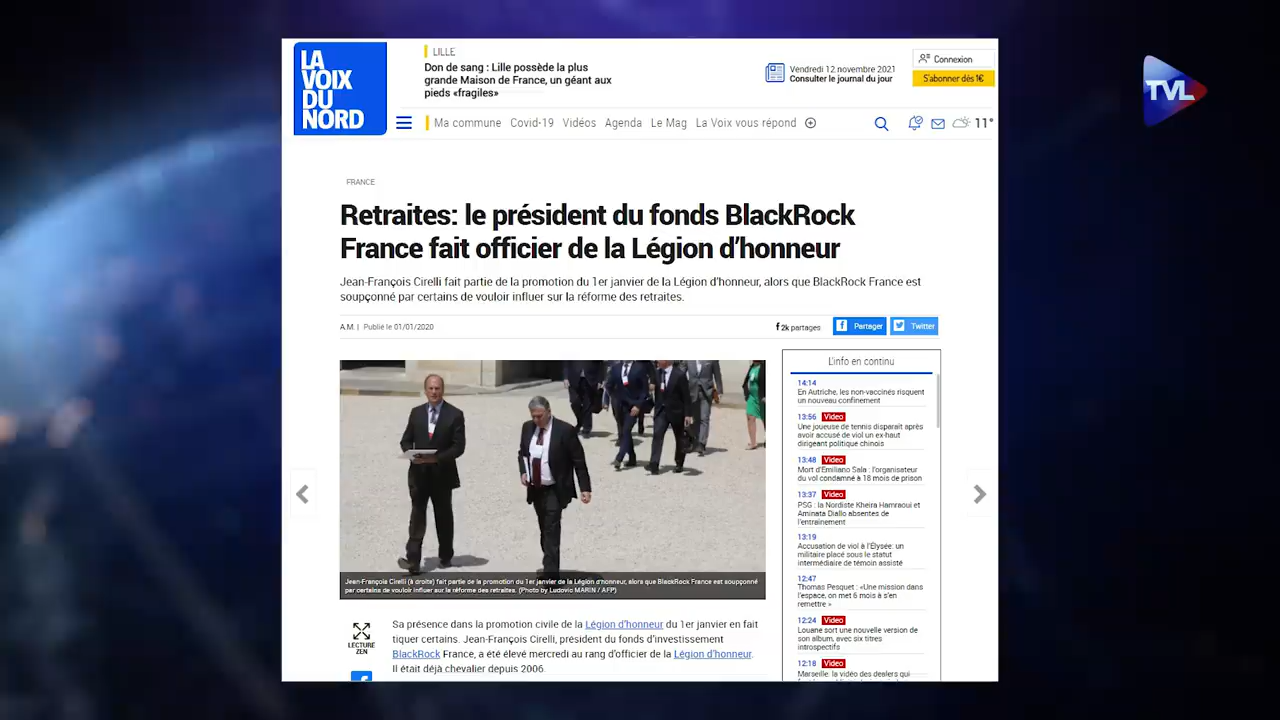 LA
VOIX
DU
NORD
LILLE
Don de sang : Lille possède la plus
grande Maison de France, un géant aux
pieds «fragiles»
Vendredi 12 novembre 2021
Consulter le journal du jour
Connexion
S'abonner dès 1€
TVL
Ma commune Covid-19 Vidéos Agenda Le Mag La Voix vous répond
11°
FRANCE
Retraites: le président du fonds BlackRock
France fait officier de la Légion d'honneur
Jean-François Cirelli fait partie de la promotion du 1er janvier de la Légion d'honneur, alors que BlackRock France est
soupçonné par certains de vouloir influer sur la réforme des retraites.
A.M. | Publié le 01/01/2020
2k partages
Partager
Twitter
Jean-François Cirelli (à droite) fait partie de la promotion du 1er janvier de la Légion d'honneur, alors que BlackRock France est soupçonné
par certains de vouloir influer sur la réforme des retraites. (Photo by Ludovic MARIN / AFP)
LECTURE
ZEN
Sa présence dans la promotion civile de la Légion d'honneur du 1er janvier en fait
tiquer certains. Jean-François Cirelli, président du fonds d'investissement
BlackRock France, a été élevé mercredi au rang d'officier de la Légion d'honneur.
Il était déjà chevalier depuis 2006.
L'info en continu
14:14
En Autriche, les non-vaccinés risquent
un nouveau confinement
13:56 Video
Une joueuse de tennis disparaît après
avoir accusé de viol un ex-haut
dirigeant politique chinois
13:48 Video
Mort d'Emiliano Sala : l'organisateur
du vol condamné à 18 mois de prison
13:37 Video
PSG : la Nordiste Kheira Hamraoui et
Aminata Diallo absentes de
l'entraînement
13:19
Accusation de viol à l'Élysée: un
militaire placé sous le statut
intermédiaire de témoin assisté
12:47
Thomas Pesquet : «Une mission dans
l'espace, on met 6 mois à s'en
remettre »
12:24 Video
Louane sort une nouvelle version de
son album, avec six titres
introspectifs
12:18 Video
Marseille: la vidéo des dealers qui